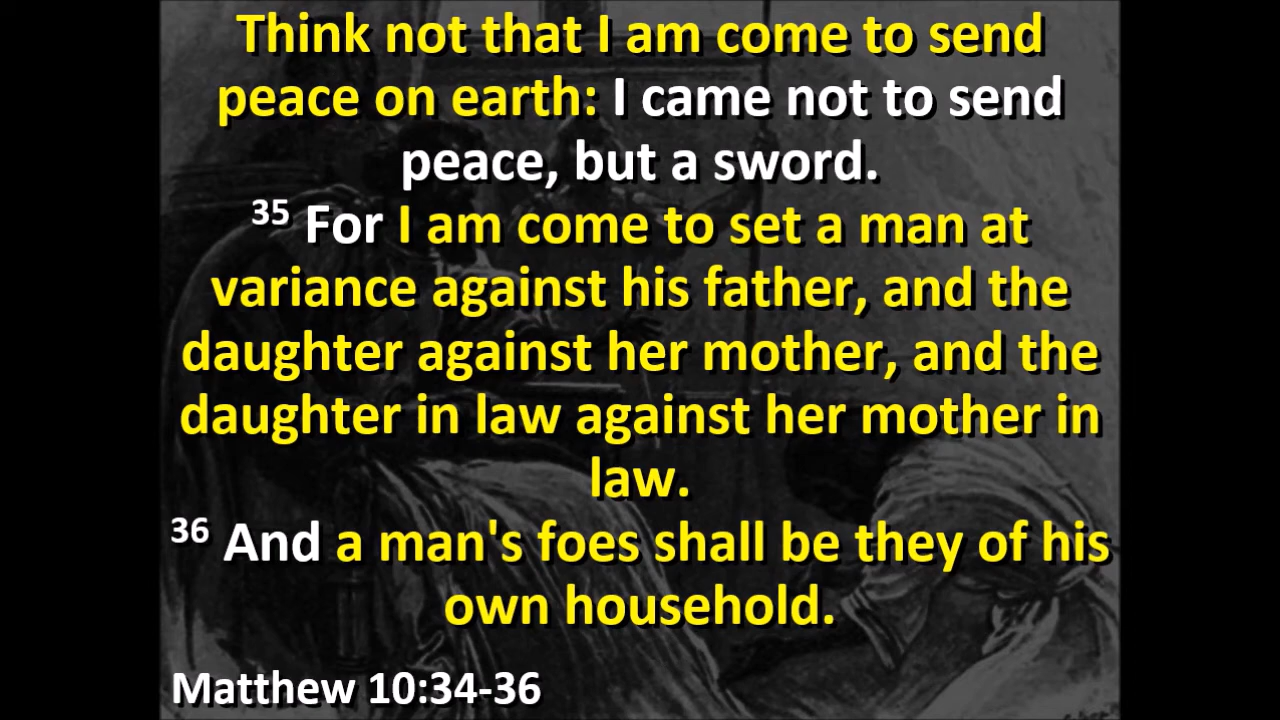 Think not that I am come to send
peace on earth: I came not to send
peace, but a sword.
35 For I am come to set a man at
variance against his father, and the
daughter against her mother, and the
daughter in law against her mother in
law.
36 And a man's foes shall be they of his
own household.
Matthew 10:34-36